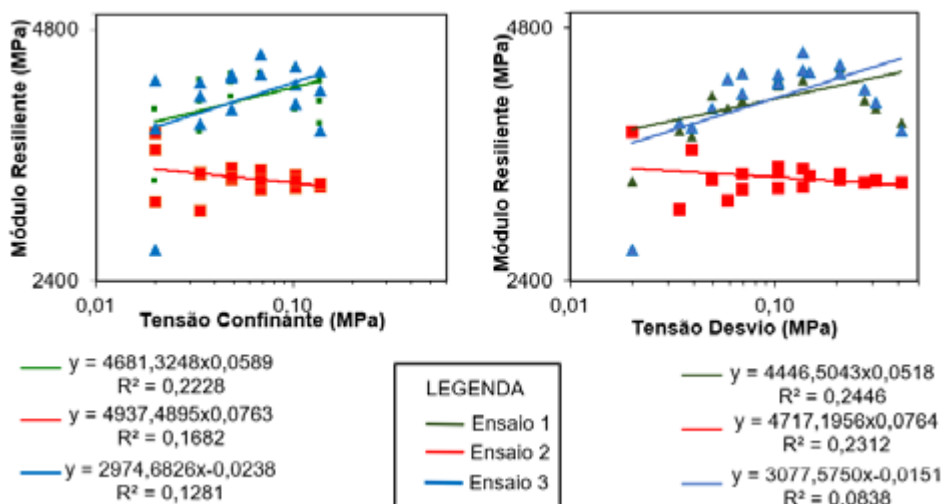 4800
Módulo Resiliente (MPa)
2400
0,01
0,10
Tensão Confinante (MPa)
4800
Módulo Resiliente (MPa)
2400
0,01
0,10
Tensão Desvio (MPa)
y = 4681,3248x0,0589
R² = 0,2228
y = 4937,4895x0,0763
R² = 0,1682
y = 2974,6826x-0,0238
R² = 0,1281
LEGENDA
Ensaio 1
Ensaio 2
Ensaio 3
y = 4446,5043x0,0518
R² = 0,2446
y = 4717,1956x0,0764
R² = 0,2312
y = 3077,5750x-0,0151
R² = 0,0838